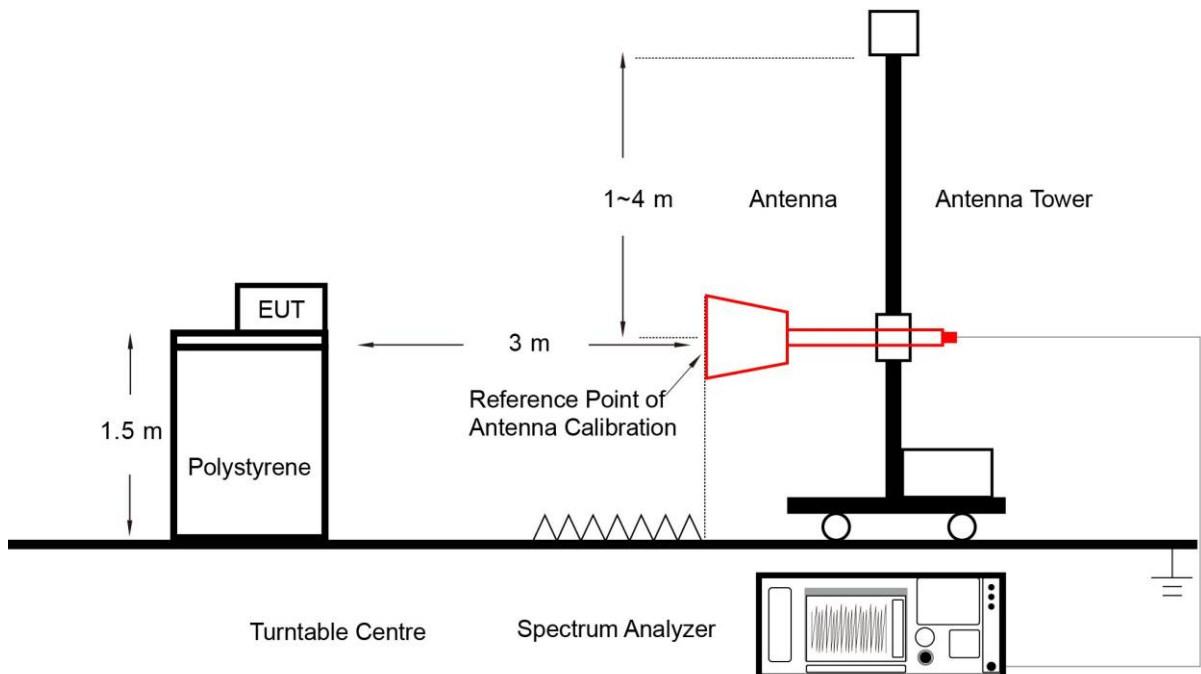 1~4 m
Antenna
Antenna Tower
EUT
3 m
Reference Point of
Antenna Calibration
1.5 m
Polystyrene
Turntable Centre
Spectrum Analyzer